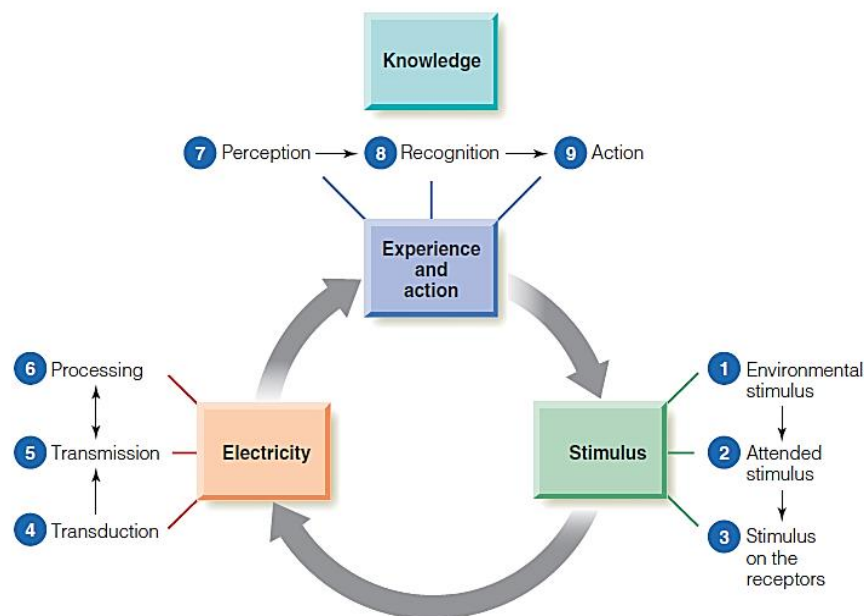 Knowledge
7 Perception
8 Recognition
9 Action
Experience
and
action
6 Processing
5 Transmission
4 Transduction
Electricity
Stimulus
1 Environmental
stimulus
2 Attended
stimulus
3 Stimulus
on the
receptors